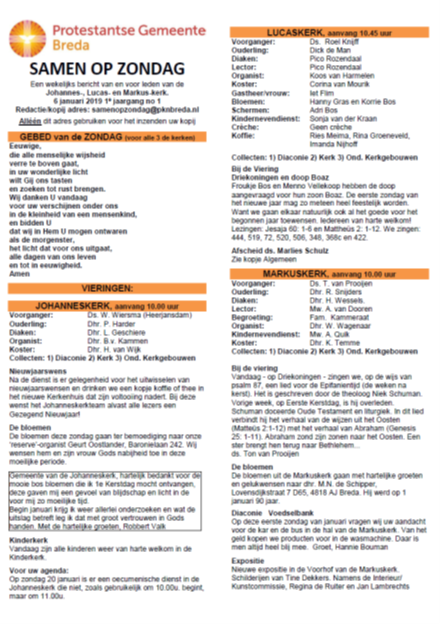 Protestantse Gemeente
Breda
SAMEN OP ZONDAG
Een wekelijks bericht van en voor leden van de
Johannes-, Lucas- en Markus-kerk.
6 januari 2019 1e jaargang no 1
Redactie/kopij adres: samenopzondag@pknbreda.nl
Alléén dit adres gebruiken voor het inzenden uw kopij
GEBED van de ZONDAG (voor alle 3 de kerken)
Eeuwige,
die alle menselijke wijsheid
verre te boven gaat,
in uw wonderlijke licht
wilt Gij ons tasten
en zoeken tot rust brengen.
Wij danken U vandaag
voor uw verschijnen onder ons
in de kleinheid van een mensenkind,
en bidden U
dat wij in Hem U mogen ontwaren
als de morgenster,
het licht dat voor ons uitgaat,
alle dagen van ons leven
en tot in eeuwigheid.
Amen
VIERINGEN:
JOHANNESKERK, aanvang 10.00 uur
Voorganger: Ds. W. Wiersma (Heerjansdam)
Ouderling: Dhr. P. Harder
Diaken: Dhr. L. Geschiere
Organist: Dhr. B.v. Kammen
Koster: Dhr. H. van Wijk
Collecten: 1) Diaconie 2) Kerk 3) Ond. Kerkgebouwen
Nieuwjaarswens
Na de dienst is er gelegenheid voor het uitwisselen van
nieuwjaarswensen en drinken we een kopje koffie of thee in
het nieuwe Kerkenhuis dat zijn voltooiing nadert. Bij deze
wenst het Johanneskerkteam alvast alle lezers een
Gezegend Nieuwjaar!
De bloemen
De bloemen deze zondag gaan ter bemoediging naar onze
'reserve'-organist Geurt Oostlander, Baronielaan 242. Wij
wensen hem en zijn vrouw Gods nabijheid toe in deze
moeilijke periode.
Gemeente van de Johanneskerk, hartelijk bedankt voor de
mooie bos bloemen die ik 1e Kerstdag mocht ontvangen,
deze gaven mij een gevoel van blijdschap en licht in de
voor mij zo moeilijke tijd.
Begin januari krijg ik weer allerlei onderzoeken en wat de
uitslag betreft leg ik dat met groot vertrouwen in Gods
handen. Met de hartelijke groeten, Robbert Valk
Kinderkerk
Vandaag zijn alle kinderen weer van harte welkom in de
Kinderkerk.
Voor uw agenda:
Op zondag 20 januari is er een oecumenische dienst in de
Johanneskerk die niet, zoals gebruikelijk om 10.00u. begint,
maar om 11.00u.
LUCASKERK, aanvang 10.45 uur
Voorganger: Ds. Roel Knijff
Ouderling: Dick de Man
Diaken: Pico Rozendaal
Lector: Pico Rozendaal
Organist: Koos van Harmelen
Koster: Corina van Mourik
Gastheer/vrouw: Iet Flim
Bloemen: Hanny Gras en Korrie Bos
Schermen: Adri Bos
Kindernevendienst: Sonja van der Kraan
Crèche: Geen crèche
Koffie: Ries Meima, Rina Groeneveld,
Imanda Nijhoff
Collecten: 1) Diaconie 2) Kerk 3) Ond. Kerkgebouwen
Bij de Viering
Driekoningen en doop Boaz
Froukje Bos en Menno Vellekoop hebben de doop
aangevraagd voor hun zoon Boaz. De eerste zondag van
het nieuwe jaar mag zo meteen heel feestelijk worden.
Want we gaan elkaar natuurlijk ook al het goede voor het
begonnen jaar toewensen. Iedereen van harte welkom!
Lezingen: Jesaja 60: 1-6 en Mattheüs 2: 1-12. We zingen:
444, 519, 72, 520, 506, 348, 368c en 422.
Afscheid ds. Marlies Schulz
Zie kopje Algemeen
MARKUSKERK, aanvang 10.00 uur
Voorganger: Ds. T. van Prooijen
Ouderling: Dhr. R. Snijders
Diaken: Dhr. H. Wessels.
Lector: Mw. A. van Dooren
Begroeting: Fam. Kammeraat
Organist: Dhr. W. Wagenaar
Kindernevendienst: Mw. A. Quik
Koster: Dhr. K. Temme
Collecten: 1) Diaconie 2) Kerk 3) Ond. Kerkgebouwen
Bij de viering
Vandaag - op Driekoningen - zingen we, op de wijs van
psalm 87, een lied voor de Epifaniëntijd (de weken na
kerst). Het is geschreven door de theoloog Niek Schuman.
Vorige week, op Eerste Kerstdag, is hij overleden.
Schuman doceerde Oude Testament en liturgiek. In dit lied
verbindt hij het verhaal van de wijzen uit het Oosten
(Matteüs 2:1-12) met het verhaal van Abraham (Genesis
25: 1-11). Abraham zond zijn zonen naar het Oosten. Een
ster brengt hen terug naar Bethlehem...
ds. Ton van Prooijen
De bloemen
De bloemen uit de Markuskerk gaan met hartelijke groeten
en gelukwensen naar dhr. M.N. de Schipper,
Lovensdijkstraat 7 D65, 4818 AJ Breda. Hij werd op 1
januari 90 jaar.
Diaconie Voedselbank
Op deze eerste zondag van januari vragen wij uw aandacht
voor de kar en de bus in de hal van de Markuskerk. Van het
geld kopen we producten voor in de wasmachine. Daar is
men altijd heel blij mee. Groet, Hannie Bouman
Expositie
Nieuwe expositie in de Voorhof van de Markuskerk.
Schilderijen van Tine Dekkers. Namens de Interieur/
Kunstcommissie, Regina de Ruiter en Jan Lambrechts